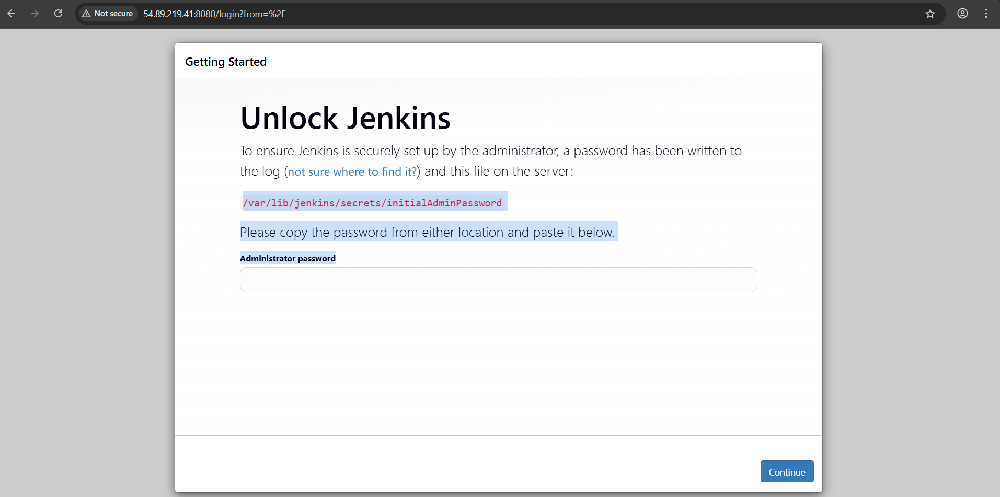 Not secure 54.89.219.41:8080/login?from=%2F
Getting Started
Unlock Jenkins
To ensure Jenkins is securely set up by the administrator, a password has been written to
the log (not sure where to find it?) and this file on the server:
/var/lib/jenkins/secrets/initialAdminPassword
Please copy the password from either location and paste it below.
Administrator password
Continue